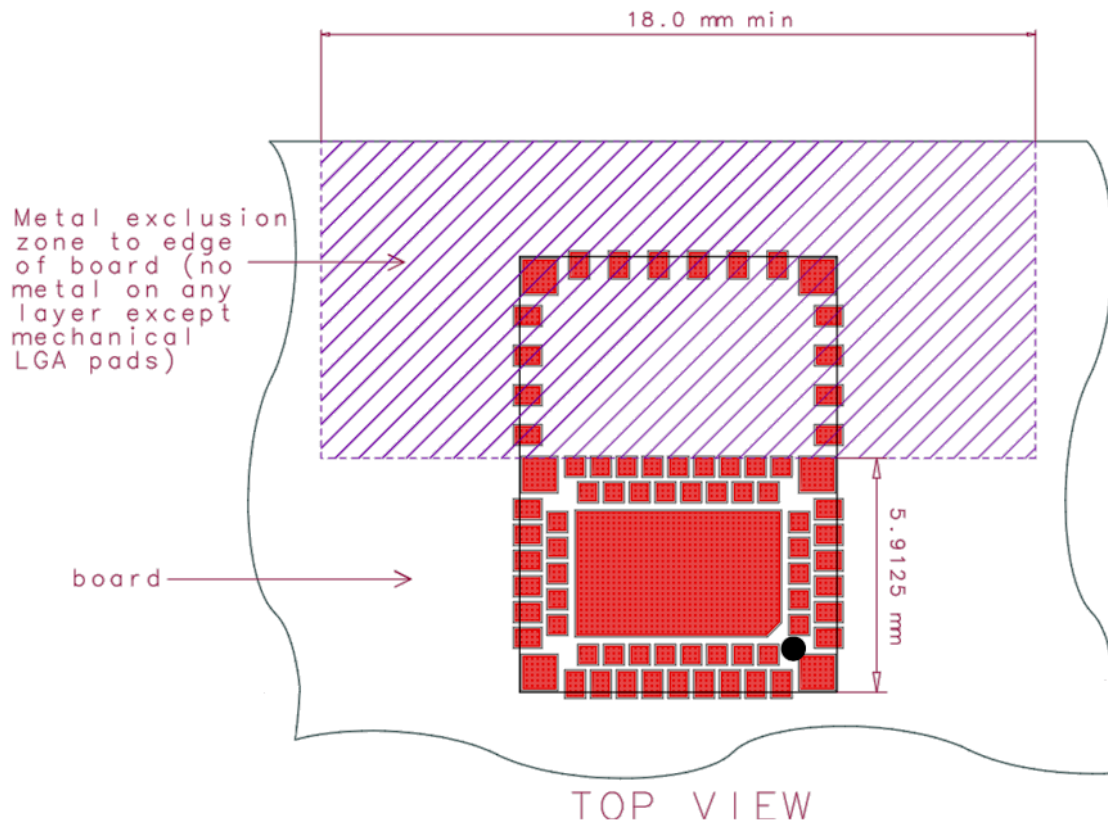 18.0 mm min
Metal exclusion
zone to edge
of board (no
metal on any
layer except
mechanical
LGA pads)
5.9125 mm
board
TOP VIEW